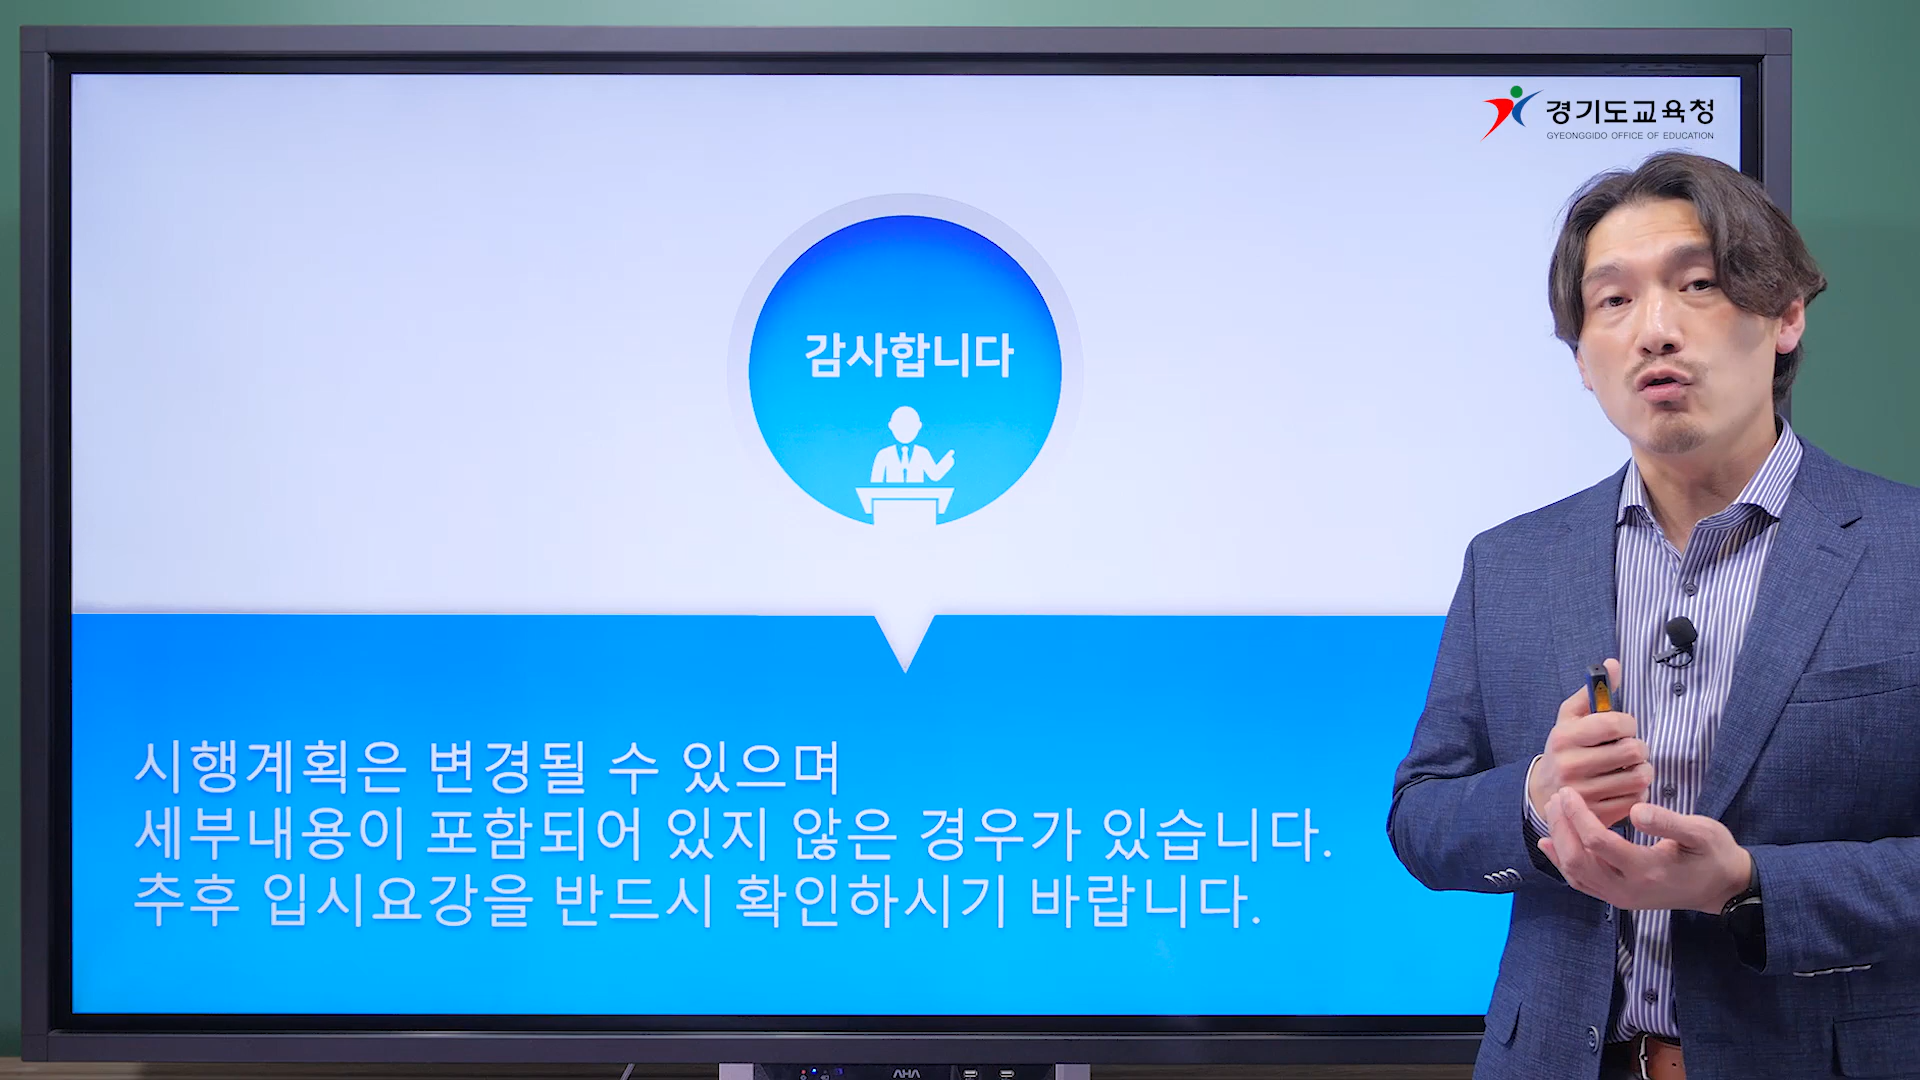 경기도교육청
GYEONGGIDO OFFICE OF EDUCATION
감사합니다
시행계획은 변경될 수 있으며
세부내용이 포함되어 있지 않은 경우가 있습니다.
추후 입시요강을 반드시 확인하시기 바랍니다.
AHA